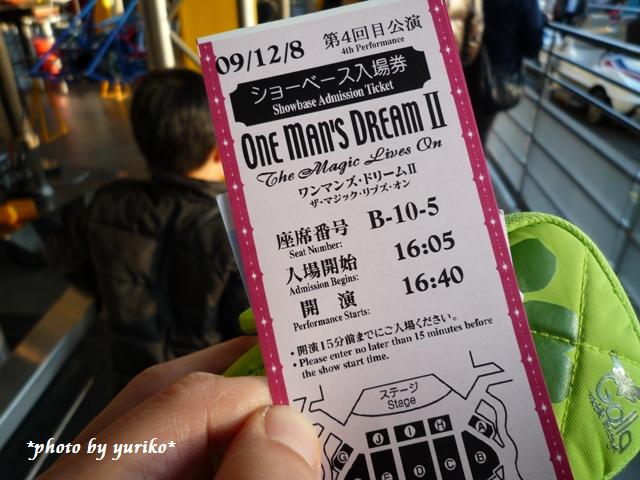 09/12/8 第4回目公演
4th Performance
ショーベース入場券
Showbase Admission Ticket
ONE MAN'S DREAM II
The Magic Lives On
ワンマンズ・ドリームII
ザ・マジック・リブズ・オン
座席番号 B-10-5
Seat Number:
入場開始 16:05
Admission Begins:
開 演 16:40
Performance Starts:
・開演15分前までにご入場ください。
・Please enter no later than 15 minutes before
the show start time.
ステージ
Stage
J I H
G A
E D C B
*photo by yuriko*